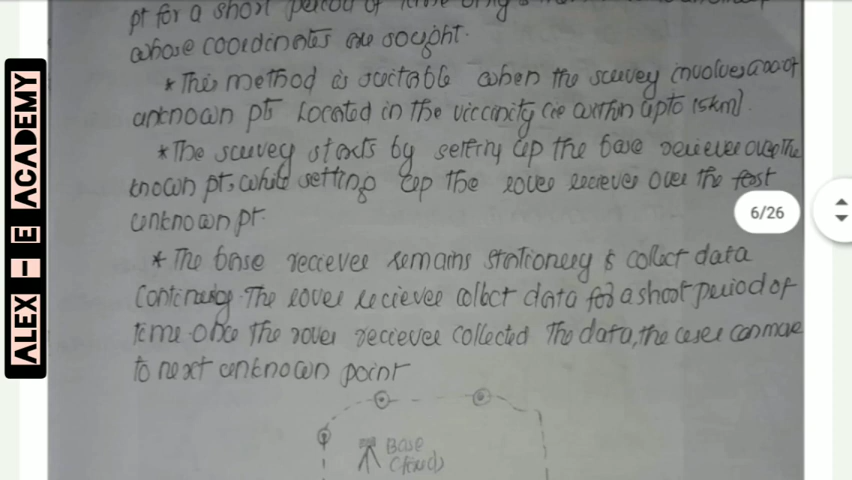 pt for a short period of time
whose coordinates are sought.
* This method is suitable when the survey involves a no of
unknown pts Located in the viccinity (ie within upto 15km).
* The survey starts by setting up the base reciever over the
known pt, while setting up the rover reciever over the first
unknown pt.
* The base reciever remains stationery & collect data
The rover reciever collect data for a short period of
time. once the rover reciever collected the data, the user can move
to next unknown point
Base
6/26
ALEX - E ACADEMY